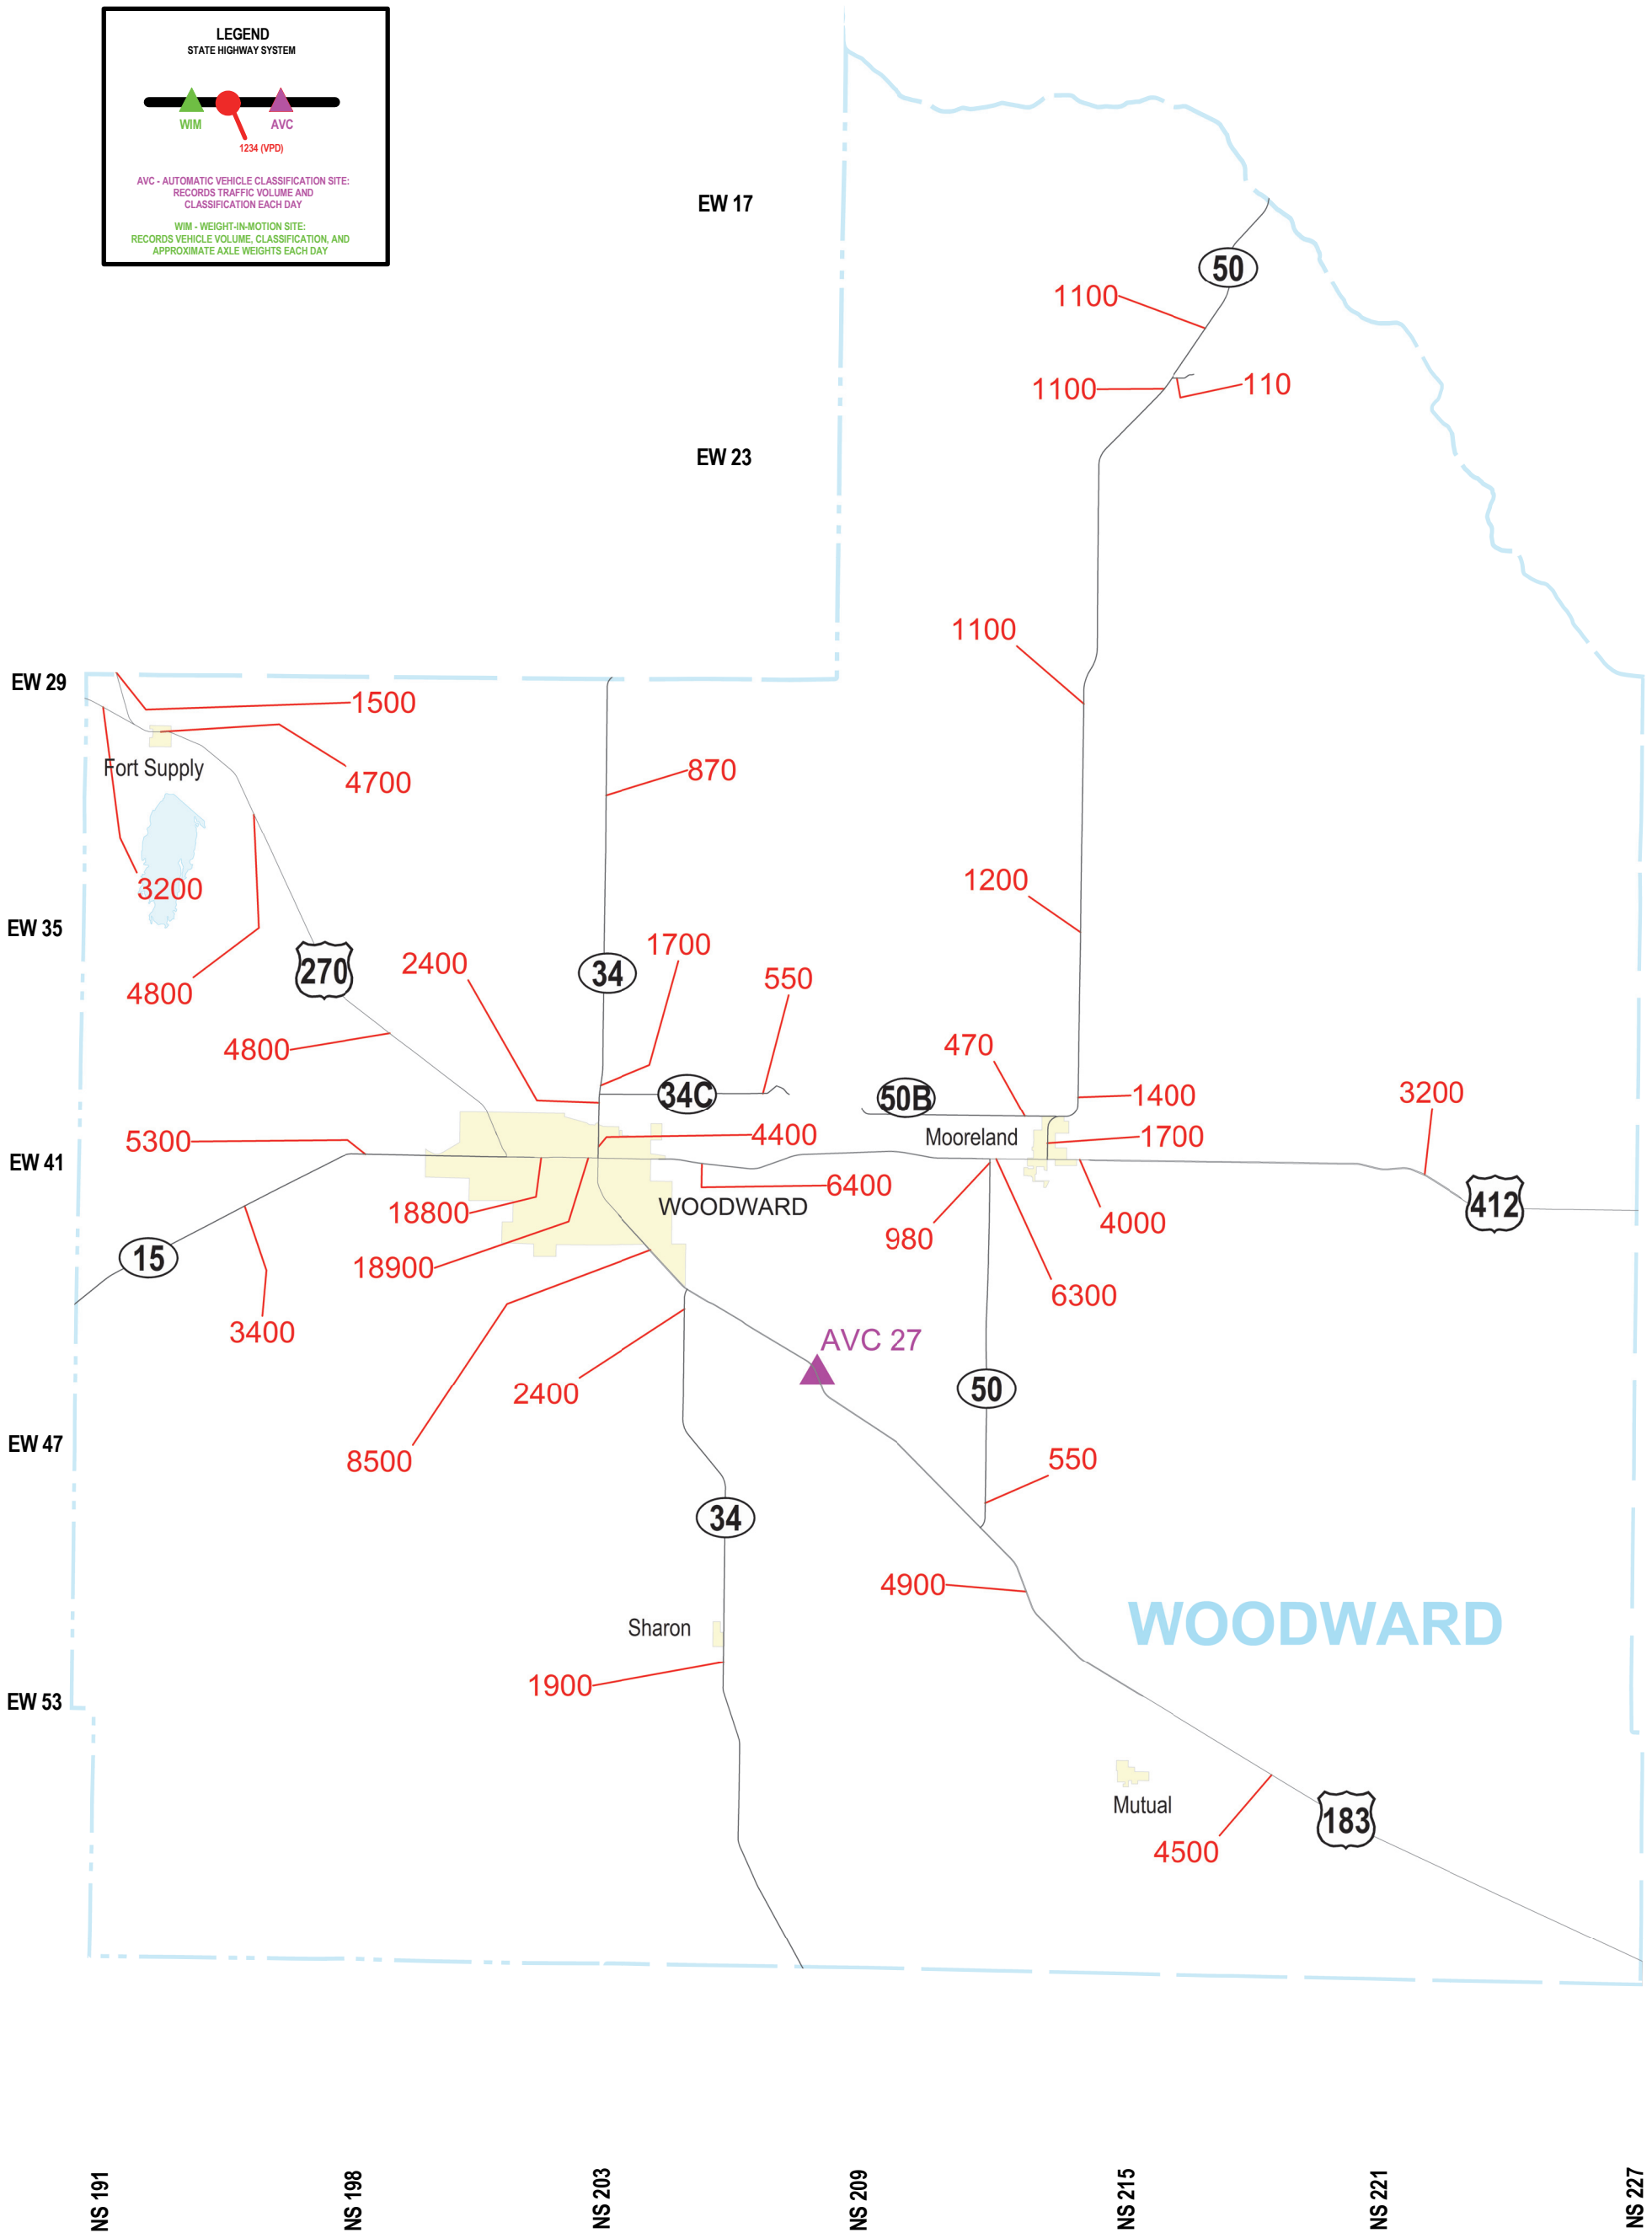 LEGEND
STATE HIGHWAY SYSTEM
WIM
AVC
1234 (VPD)
AVC - AUTOMATIC VEHICLE CLASSIFICATION SITE:
RECORDS TRAFFIC VOLUME AND
CLASSIFICATION EACH DAY
WIM - WEIGHT-IN-MOTION SITE:
RECORDS VEHICLE VOLUME, CLASSIFICATION, AND
APPROXIMATE AXLE WEIGHTS EACH DAY
EW 17
50
1100
1100
110
EW 23
1100
EW 29
1500
4700
Fort Supply
870
3200
1200
EW 35
270
2400
34
1700
550
4800
4800
470
34C
50B
1400
3200
5300
4400
Mooreland
1700
EW 41
6400
WOODWARD
18800
980
4000
412
15
18900
6300
3400
AVC 27
2400
50
EW 47
8500
550
34
4900
WOODWARD
Sharon
1900
EW 53
Mutual
183
4500
NS 191
NS 198
NS 203
NS 209
NS 215
NS 221
NS 227